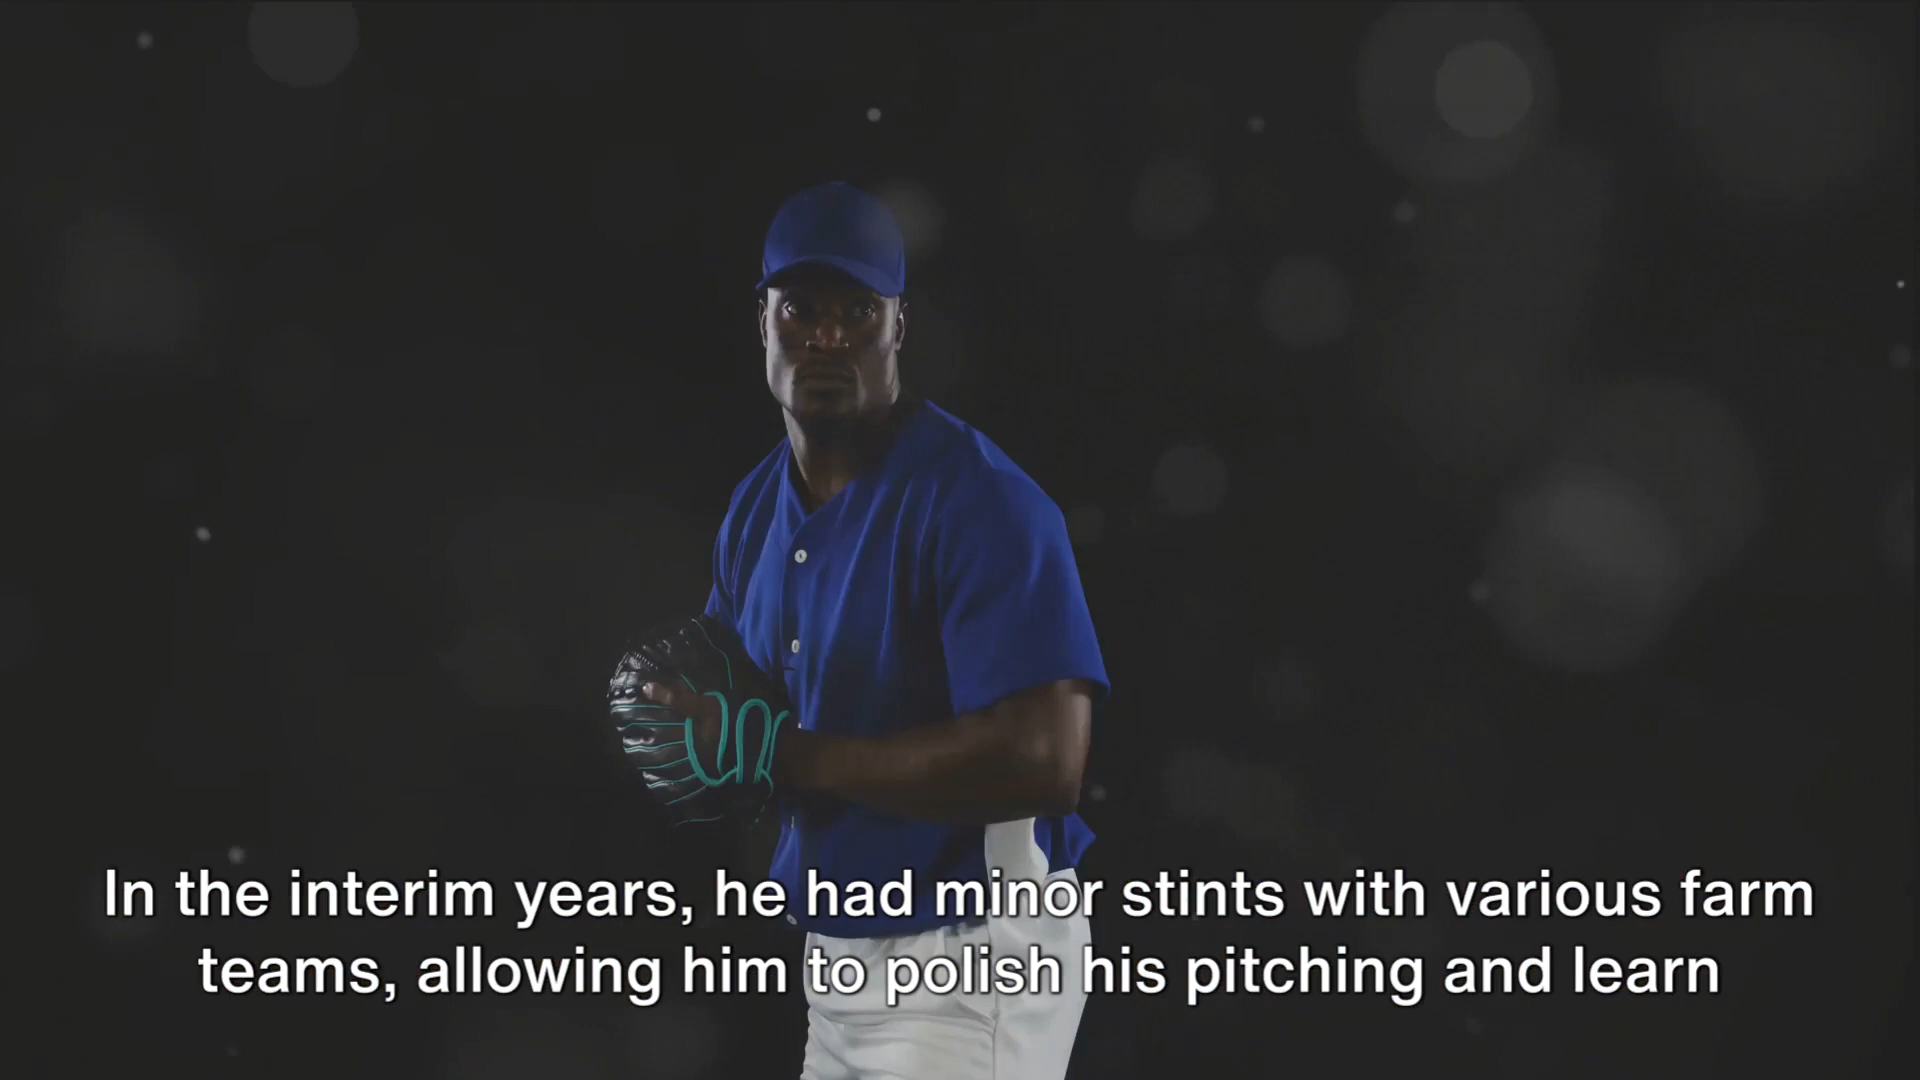 In the interim years, he had minor stints with various farm
teams, allowing him to polish his pitching and learn